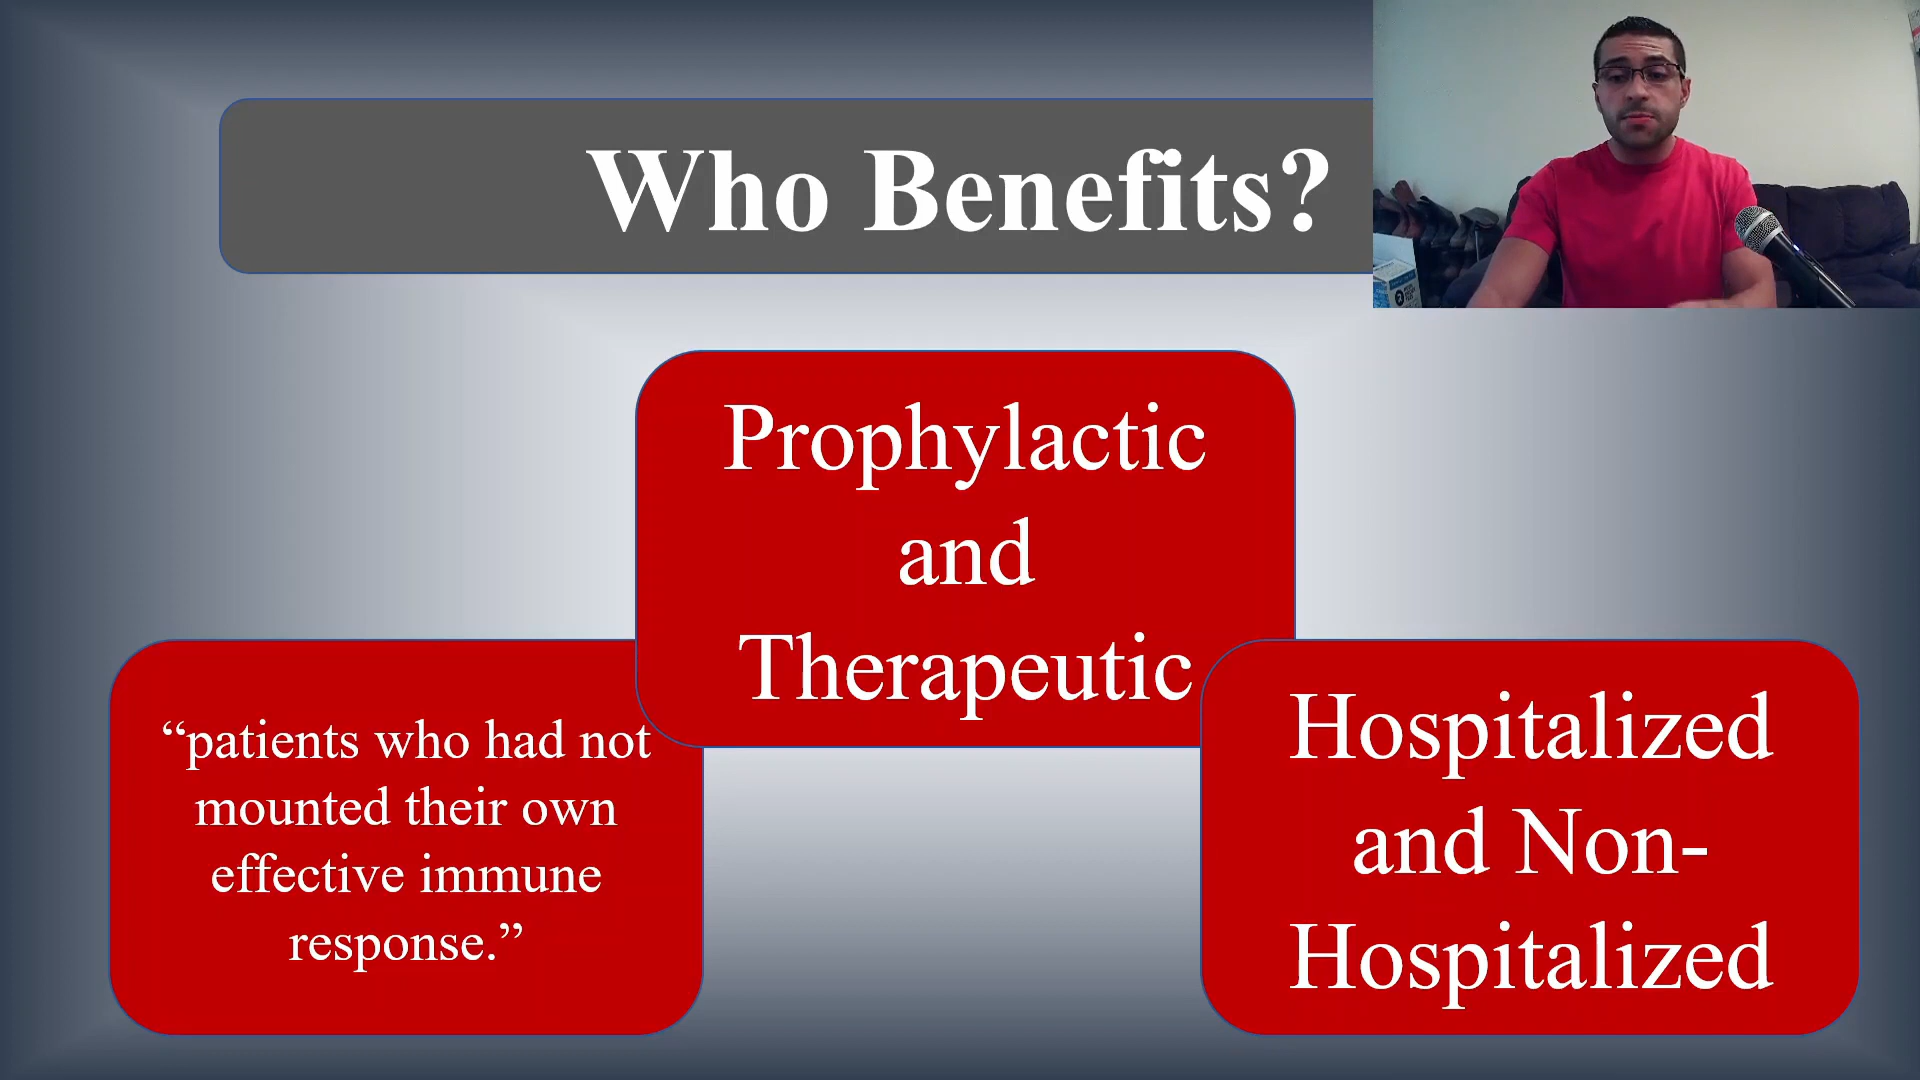 Who Benefits?
Prophylactic
and
Therapeutic
“patients who had not
mounted their own
effective immune
response.”
Hospitalized
and Non-
Hospitalized